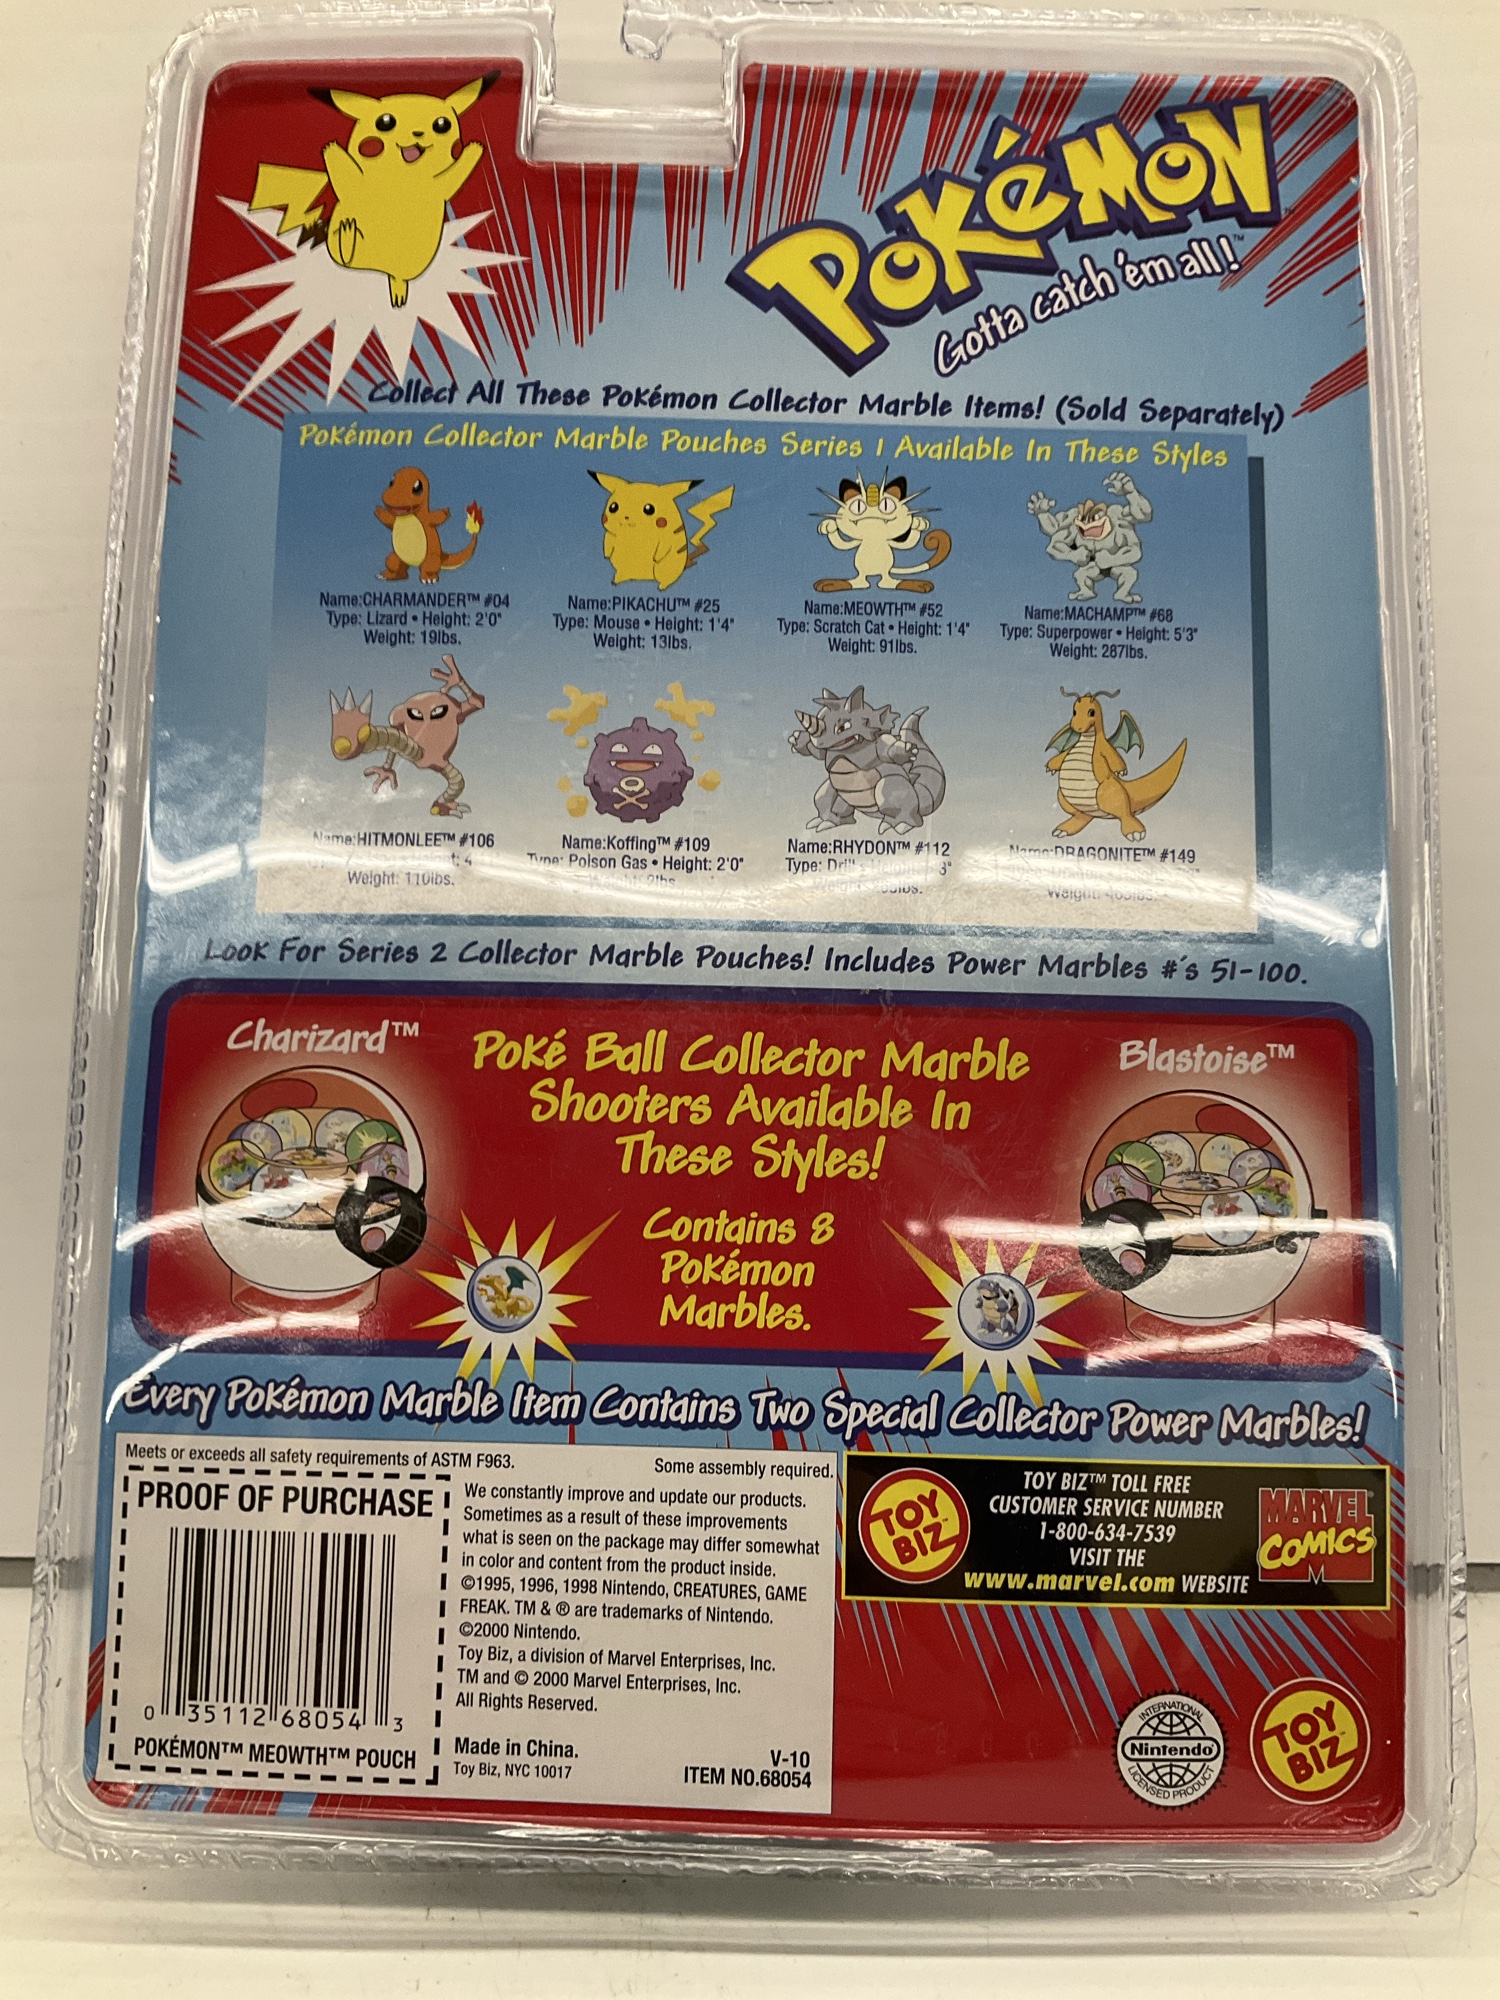 POKéMON
Gotta catch 'em all!™
Collect All These Pokémon Collector Marble Items! (Sold Separately)
Pokémon Collector Marble Pouches Series 1 Available In These Styles
Name:CHARMANDER™ #04
Type: Lizard • Height: 2'0"
Weight: 19lbs.
Name:PIKACHU™ #25
Type: Mouse • Height: 1'4"
Weight: 13lbs.
Name:MEOWTH™ #52
Type: Scratch Cat • Height: 1'4"
Weight: 91lbs.
Name:MACHAMP™ #68
Type: Superpower • Height: 5'3"
Weight: 287lbs.
Name:HITMONLEE™ #106
Weight: 110lbs.
Name:Koffing™ #109
Type: Poison Gas • Height: 2'0"
Name:RHYDON™ #112
Type:
Name:DRAGONITE™ #149
Look For Series 2 Collector Marble Pouches! Includes Power Marbles #'s 51-100.
Charizard™
Poké Ball Collector Marble
Shooters Available In
These Styles!
Contains 8
Pokémon
Marbles.
Blastoise™
Every Pokémon Marble Item Contains Two Special Collector Power Marbles!
Meets or exceeds all safety requirements of ASTM F963.
Some assembly required.
PROOF OF PURCHASE
0 35112 68054 3
POKÉMON™ MEOWTH™ POUCH
We constantly improve and update our products.
Sometimes as a result of these improvements
what is seen on the package may differ somewhat
in color and content from the product inside.
©1995, 1996, 1998 Nintendo, CREATURES, GAME
FREAK. TM & ® are trademarks of Nintendo.
©2000 Nintendo.
Toy Biz, a division of Marvel Enterprises, Inc.
TM and © 2000 Marvel Enterprises, Inc.
All Rights Reserved.
Made in China.
Toy Biz, NYC 10017
V-10
ITEM NO.68054
TOY BIZ
TOY BIZ™ TOLL FREE
CUSTOMER SERVICE NUMBER
1-800-634-7539
VISIT THE
www.marvel.com WEBSITE
MARVEL
COMICS
INTERNATIONAL
Nintendo
LICENSED PRODUCT
TOY BIZ